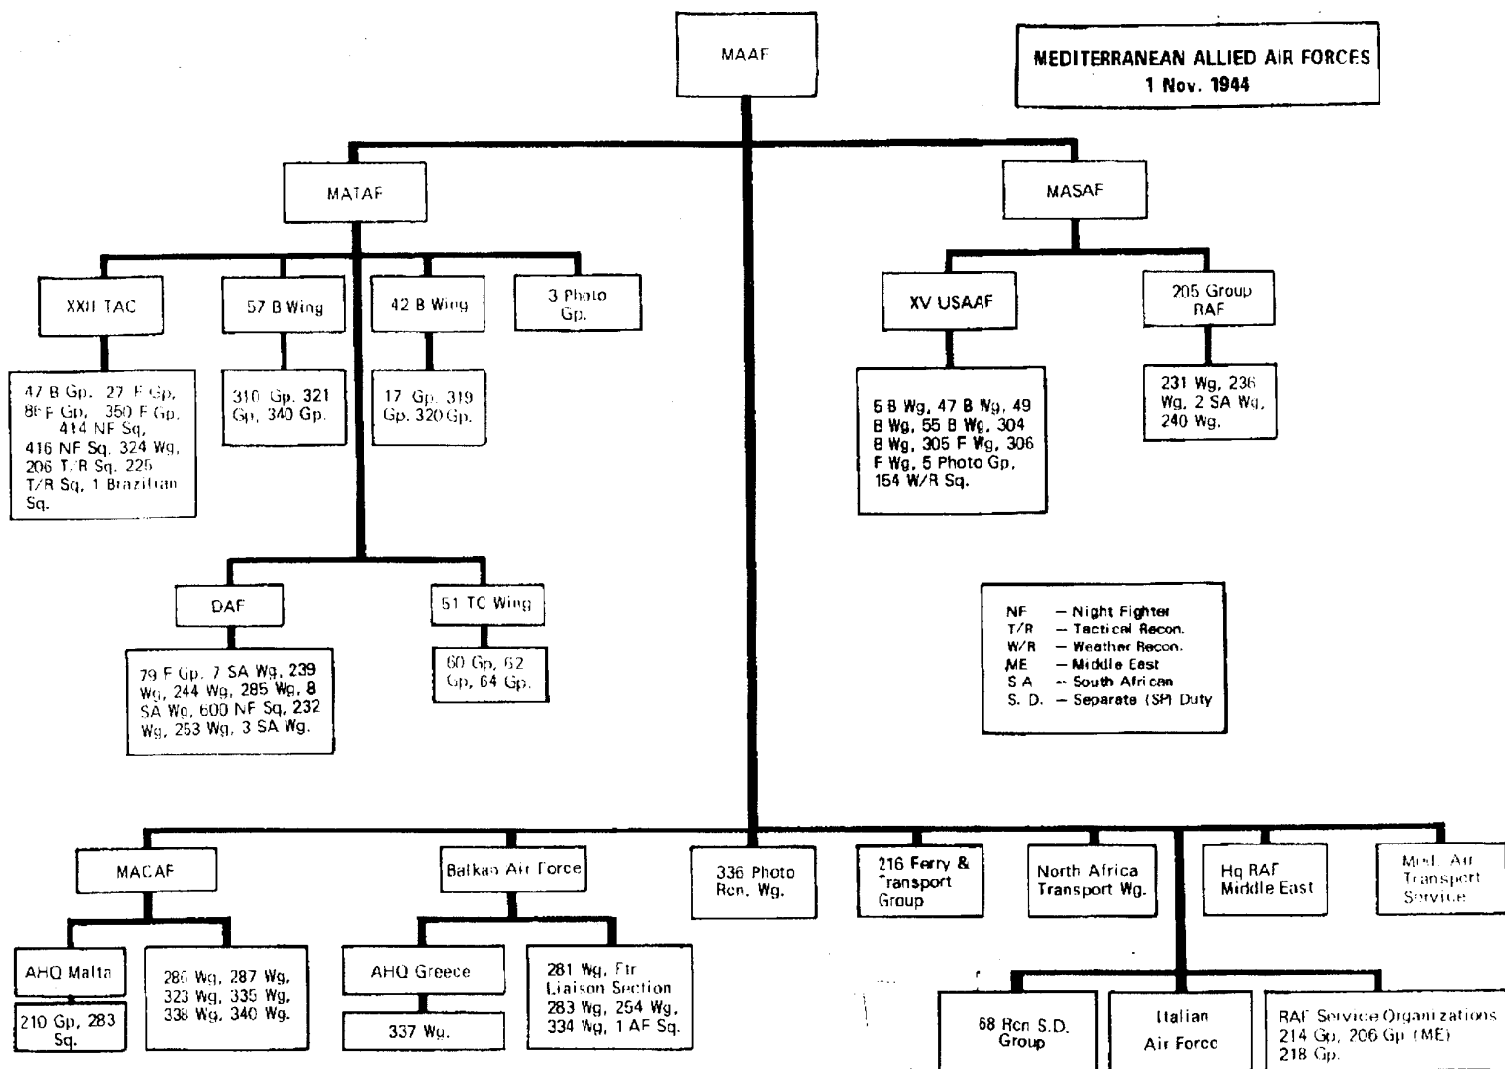 MAAF
MEDITERRANEAN ALLIED AIR FORCES
1 Nov. 1944
MATAF
MASAF
XXII TAC
57 B Wing
42 B Wing
3 Photo
Gp.
XV USAAF
205 Group
RAF
47 B Gp. 27 F Gp,
86 F Gp, 350 F Gp.
414 NF Sq,
416 NF Sq. 324 Wg,
206 T/R Sq. 225
T/R Sq, 1 Brazilian
Sq.
310 Gp. 321
Gp, 340 Gp.
17 Gp. 319
Gp. 320 Gp.
5 B Wg, 47 B Wg, 49
B Wg, 55 B Wg, 304
B Wg, 305 F Wg, 306
F Wg, 5 Photo Gp,
154 W/R Sq.
231 Wg, 236
Wg, 2 SA Wg,
240 Wg.
DAF
51 TC Wing
79 F Gp. 7 SA Wg, 239
Wg, 244 Wg, 285 Wg, 8
SA Wg, 600 NF Sq, 232
Wg, 253 Wg, 3 SA Wg.
60 Gp, 62
Gp, 64 Gp.
NF – Night Fighter
T/R – Tactical Recon.
W/R – Weather Recon.
ME – Middle East
S A – South African
S. D. – Separate (SP) Duty
MACAF
Balkan Air Force
336 Photo
Rcn. Wg.
216 Ferry &
Transport
Group
North Africa
Transport Wg.
Hq RAF
Middle East
Med. Air
Transport
Service
AHQ Malta
286 Wg, 287 Wg,
323 Wg, 335 Wg,
338 Wg, 340 Wg.
AHQ Greece
281 Wg, Ftr
Liaison Section
283 Wg, 254 Wg,
334 Wg, 1 AF Sq.
210 Gp, 283
Sq.
337 Wg.
68 Rcn S.D.
Group
Italian
Air Force
RAF Service Organizations
214 Gp, 206 Gp (ME)
218 Gp.